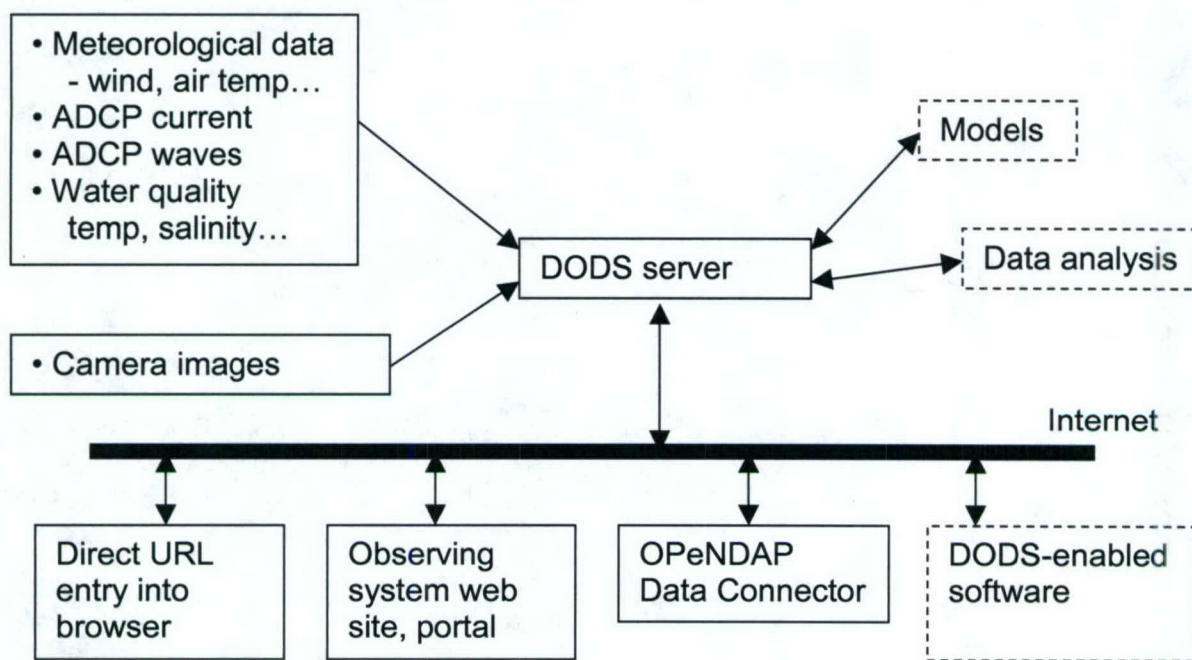 • Meteorological data
- wind, air temp…
• ADCP current
• ADCP waves
• Water quality
temp, salinity…
Models
DODS server
Data analysis
• Camera images
Internet
Direct URL
entry into
browser
Observing
system web
site, portal
OPeNDAP
Data Connector
DODS-enabled
software